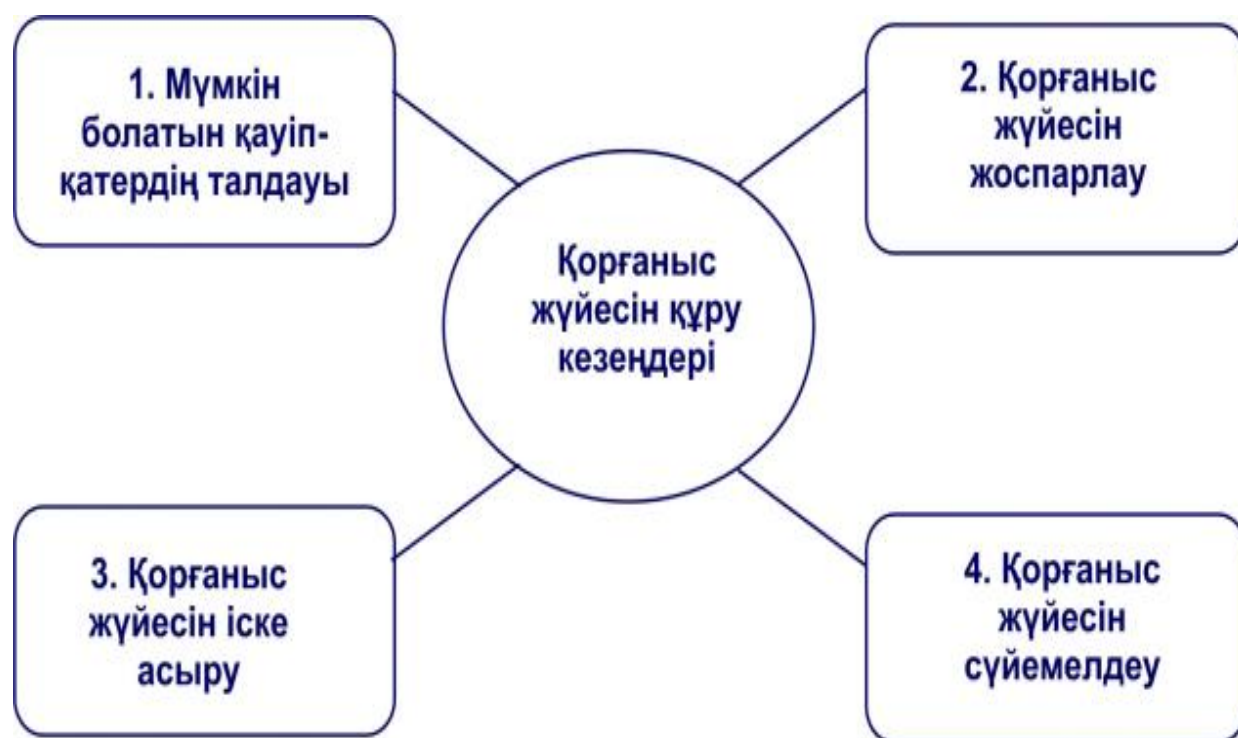 1. Мүмкін
болатын қауіп-
қатердің талдауы
2. Қорғаныс
жүйесін
жоспарлау
Қорғаныс
жүйесін құру
кезеңдері
3. Қорғаныс
жүйесін іске
асыру
4. Қорғаныс
жүйесін
сүйемелдеу